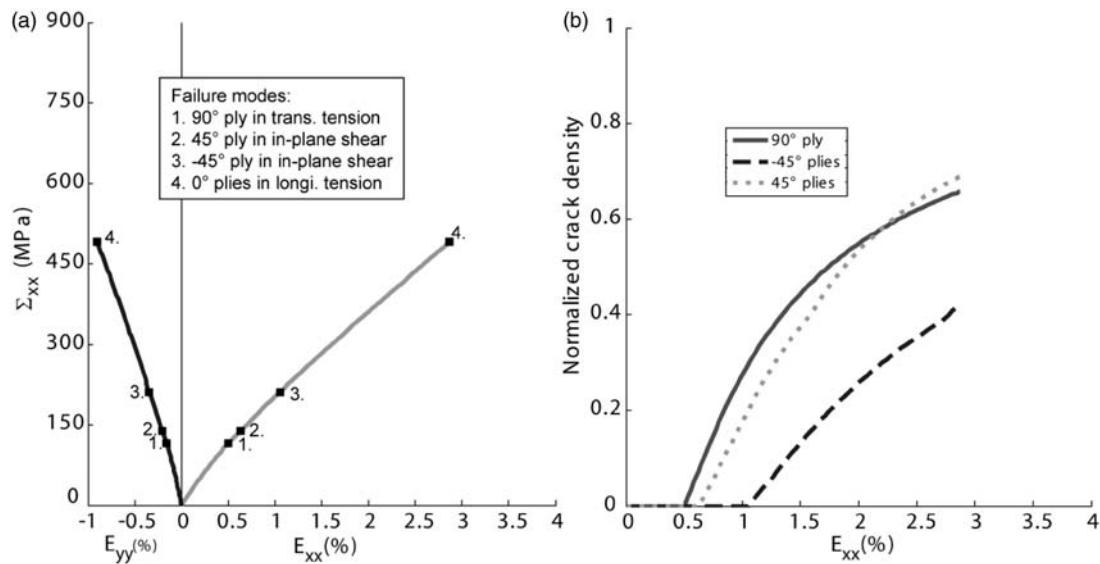 (a)
900
750
600
450
300
150
0
Σxx (MPa)
Failure modes:
1. 90° ply in trans. tension
2. 45° ply in in-plane shear
3. -45° ply in in-plane shear
4. 0° plies in longi. tension
4.
3.
2.
1.
4.
3.
2.
1.
-1 -0.5 0 0.5 1 1.5 2 2.5 3 3.5 4
Eyy(%) Exx(%)
(b)
1
0.8
0.6
0.4
0.2
0
Normalized crack density
90° ply
-45° plies
45° plies
0 0.5 1 1.5 2 2.5 3 3.5 4
Exx(%)